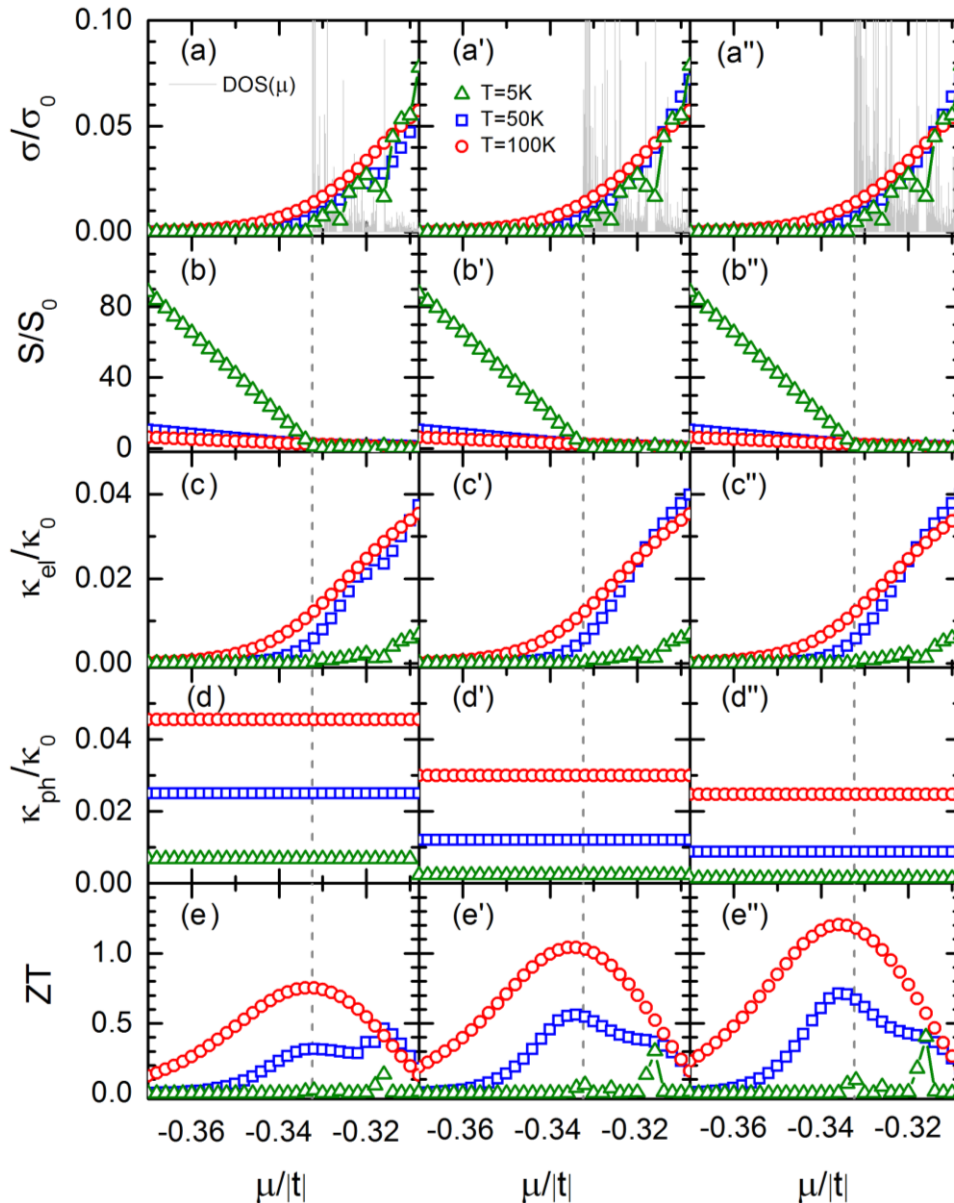 0.10 (a) (a') (a'')
DOS(μ) T=5K
T=50K
T=100K
σ/σ₀ 0.05
0.00
(b) (b') (b'')
S/S₀ 80
40
0
(c) (c') (c'')
κel/κ₀ 0.04
0.02
0.00
(d) (d') (d'')
κph/κ₀ 0.04
0.02
0.00
(e) (e') (e'')
ZT 1.0
0.5
0.0
-0.36 -0.34 -0.32 -0.36 -0.34 -0.32 -0.36 -0.34 -0.32
μ/|t| μ/|t| μ/|t|